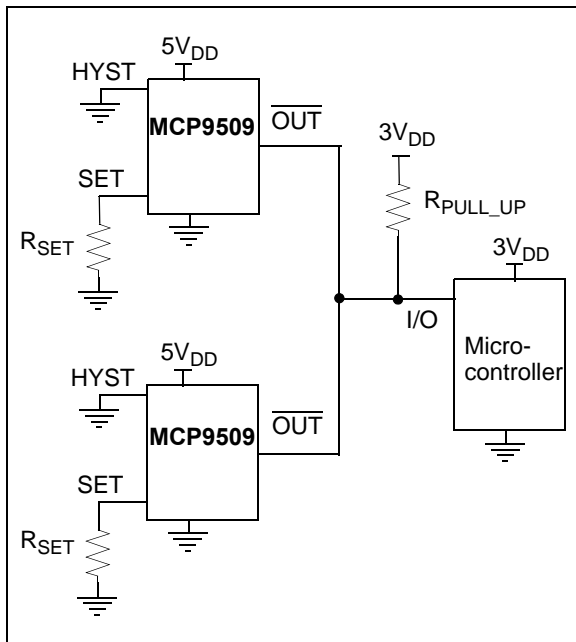 5VDD
HYST
MCP9509
OUT
SET
RSET
3VDD
RPULL_UP
3VDD
I/O
Micro-
controller
5VDD
HYST
MCP9509
OUT
SET
RSET